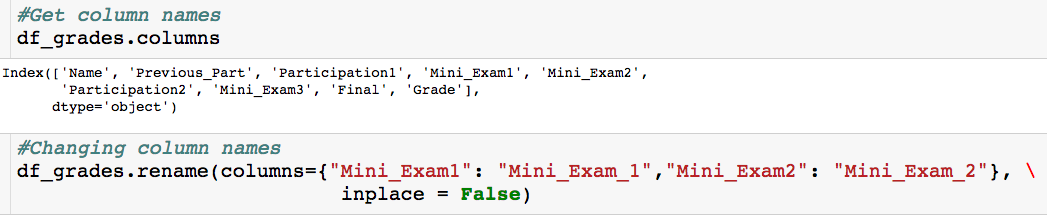 #Get column names
df_grades.columns
Index(['Name', 'Previous_Part', 'Participation1', 'Mini_Exam1', 'Mini_Exam2',
       'Participation2', 'Mini_Exam3', 'Final', 'Grade'],
      dtype='object')
#Changing column names
df_grades.rename(columns={"Mini_Exam1": "Mini_Exam_1","Mini_Exam2": "Mini_Exam_2"}, \
                 inplace = False)